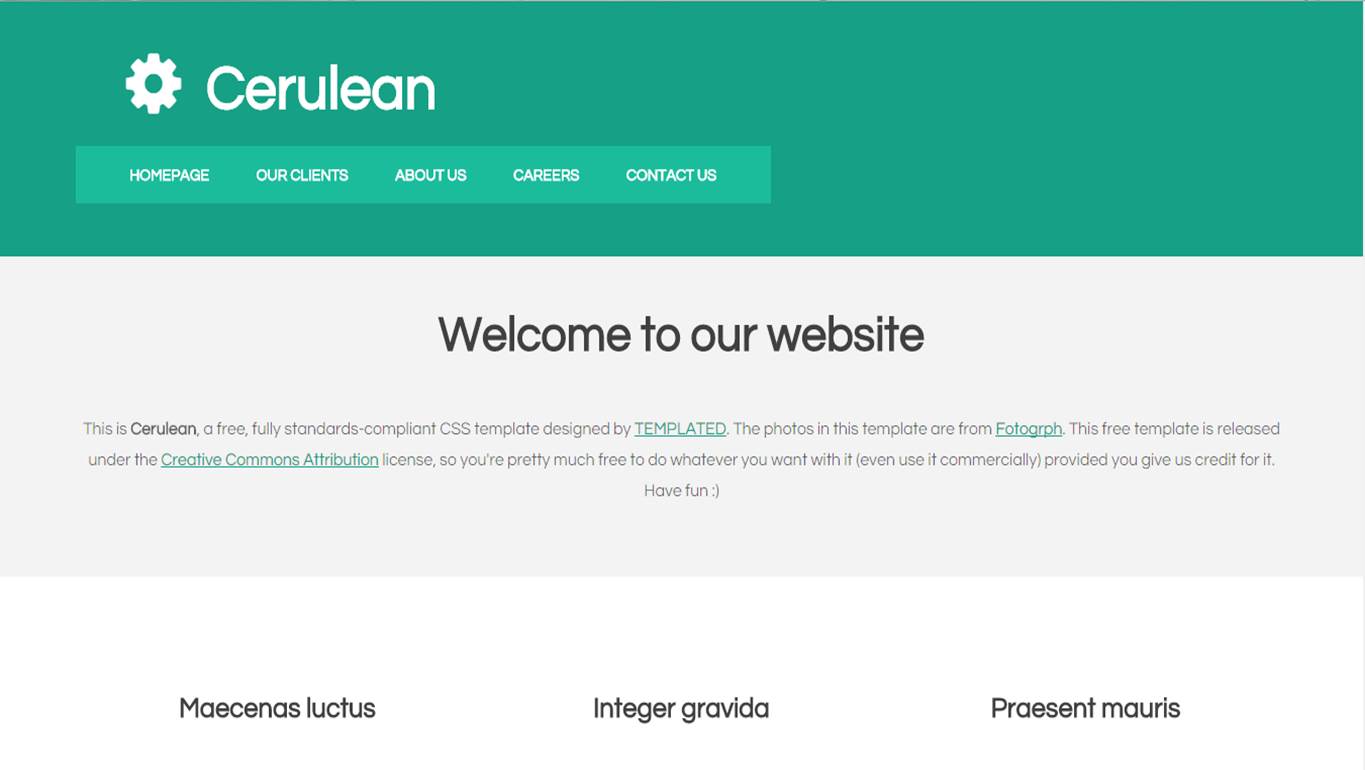 Cerulean
HOMEPAGE OUR CLIENTS ABOUT US CAREERS CONTACT US
Welcome to our website
This is Cerulean, a free, fully standards-compliant CSS template designed by TEMPLATED. The photos in this template are from Fotogrph. This free template is released
under the Creative Commons Attribution license, so you're pretty much free to do whatever you want with it (even use it commercially) provided you give us credit for it.
Have fun :)
Maecenas luctus Integer gravida Praesent mauris